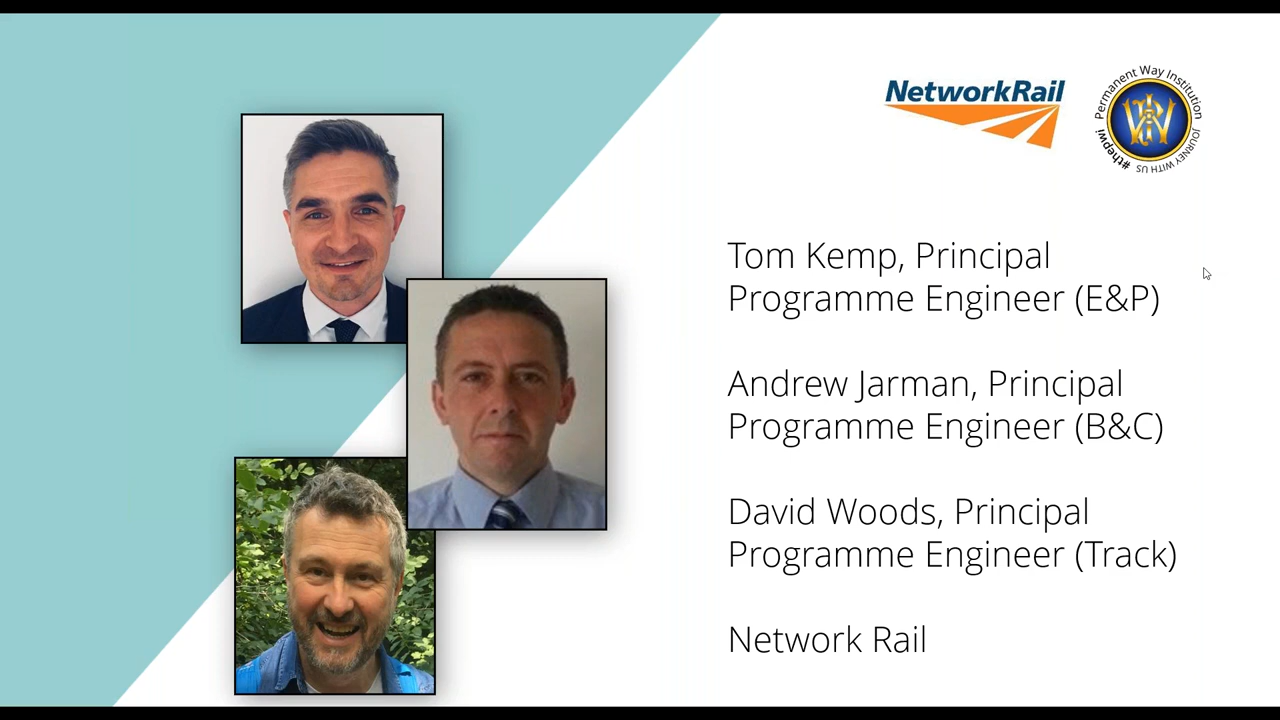 NetworkRail
Permanent Way Institution
#thepwi
JOURNEY WITH US
PWI
Tom Kemp, Principal
Programme Engineer (E&P)
Andrew Jarman, Principal
Programme Engineer (B&C)
David Woods, Principal
Programme Engineer (Track)
Network Rail